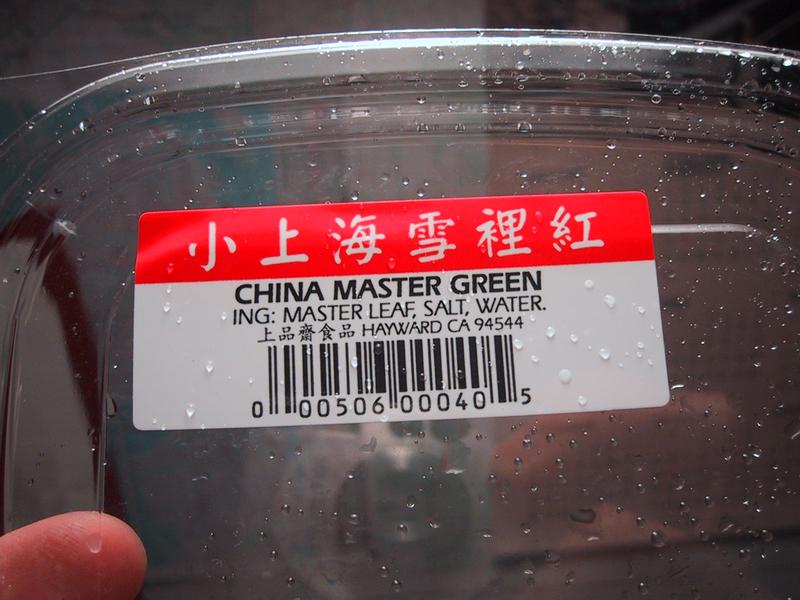 小上海雪裡紅
CHINA MASTER GREEN
ING: MASTER LEAF, SALT, WATER.
上品齋食品 HAYWARD CA 94544
0 00506 00040 5